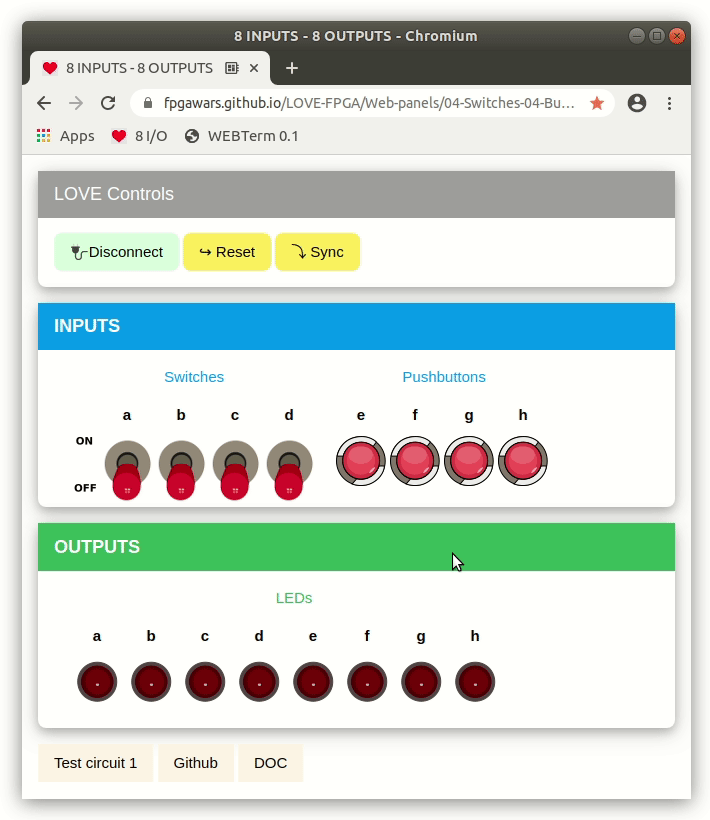 8 INPUTS - 8 OUTPUTS - Chromium
8 INPUTS - 8 OUTPUTS
fpgawars.github.io/LOVE-FPGA/Web-panels/04-Switches-04-Bu…
Apps 8 I/O WEBTerm 0.1
LOVE Controls
Disconnect ↪ Reset ⤵ Sync
INPUTS
Switches Pushbuttons
a b c d e f g h
ON
OFF
OUTPUTS
LEDs
a b c d e f g h
Test circuit 1 Github DOC